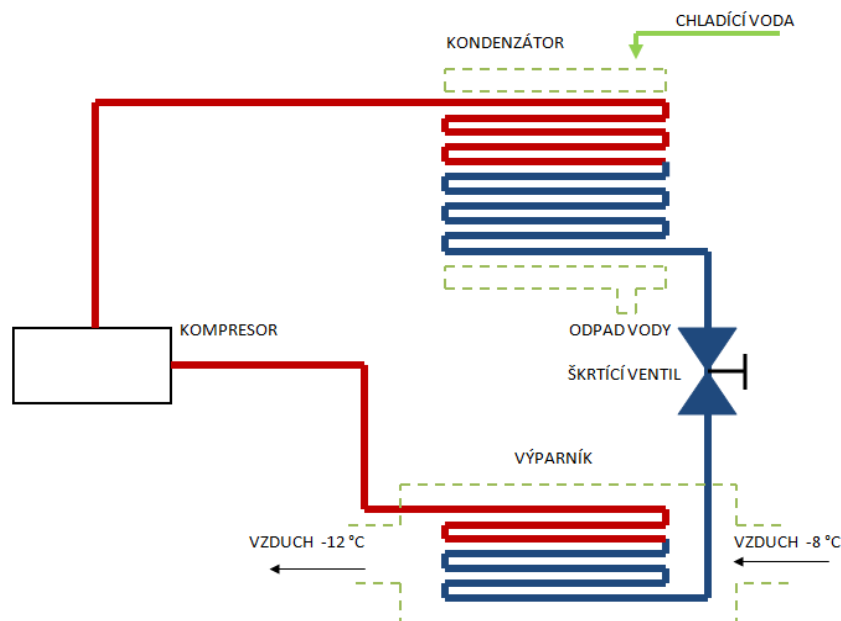 CHLADÍCÍ VODA
KONDENZÁTOR
KOMPRESOR
ODPAD VODY
ŠKRTÍCÍ VENTIL
VÝPARNÍK
VZDUCH -12 °C
VZDUCH -8 °C